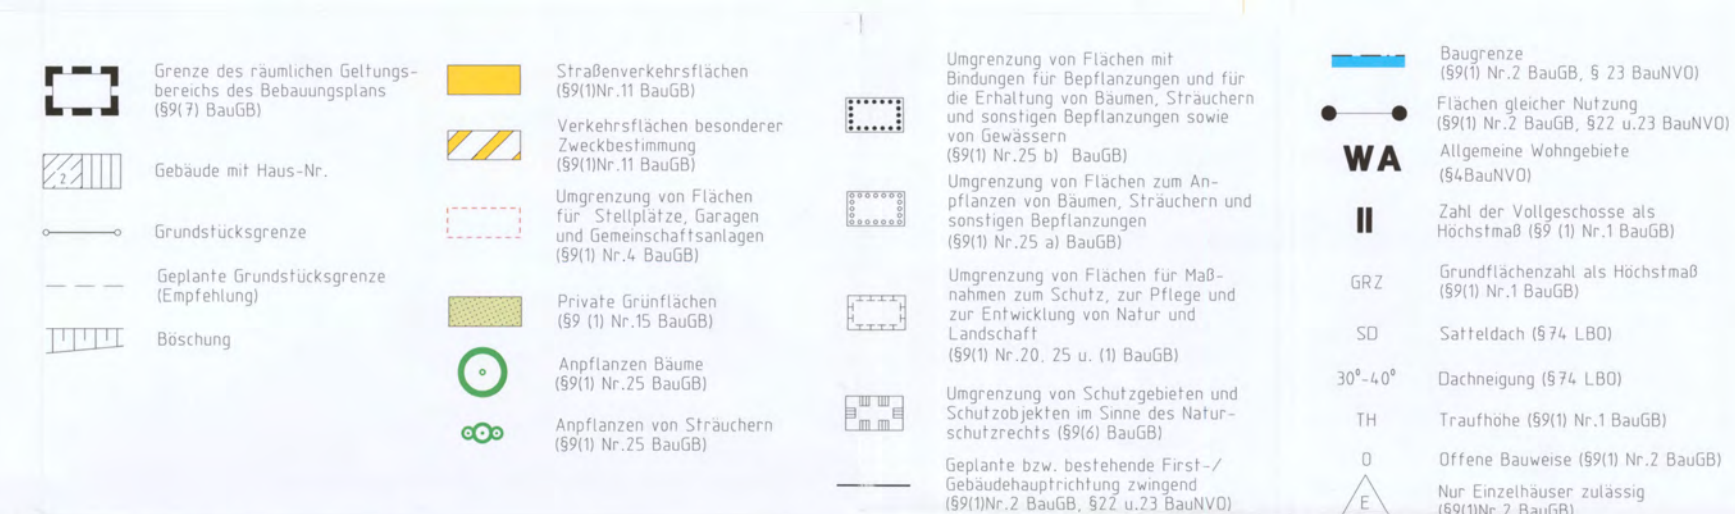 Grenze des räumlichen Geltungs-
bereichs des Bebauungsplans
(§9(7) BauGB)
2
Gebäude mit Haus-Nr.
Grundstücksgrenze
Geplante Grundstücksgrenze
(Empfehlung)
Böschung
Straßenverkehrsflächen
(§9(1)Nr.11 BauGB)
Verkehrsflächen besonderer
Zweckbestimmung
(§9(1)Nr.11 BauGB)
Umgrenzung von Flächen
für Stellplätze, Garagen
und Gemeinschaftsanlagen
(§9(1) Nr.4 BauGB)
Private Grünflächen
(§9 (1) Nr.15 BauGB)
Anpflanzen Bäume
(§9(1) Nr.25 BauGB)
Anpflanzen von Sträuchern
(§9(1) Nr.25 BauGB)
Umgrenzung von Flächen mit
Bindungen für Bepflanzungen und für
die Erhaltung von Bäumen, Sträuchern
und sonstigen Bepflanzungen sowie
von Gewässern
(§9(1) Nr.25 b) BauGB)
Umgrenzung von Flächen zum An-
pflanzen von Bäumen, Sträuchern und
sonstigen Bepflanzungen
(§9(1) Nr.25 a) BauGB)
Umgrenzung von Flächen für Maß-
nahmen zum Schutz, zur Pflege und
zur Entwicklung von Natur und
Landschaft
(§9(1) Nr.20, 25 u. (1) BauGB)
Umgrenzung von Schutzgebieten und
Schutzobjekten im Sinne des Natur-
schutzrechts (§9(6) BauGB)
Geplante bzw. bestehende First-/
Gebäudehauptrichtung zwingend
(§9(1)Nr.2 BauGB, §22 u.23 BauNVO)
Baugrenze
(§9(1) Nr.2 BauGB, § 23 BauNVO)
Flächen gleicher Nutzung
(§9(1) Nr.2 BauGB, §22 u.23 BauNVO)
WA Allgemeine Wohngebiete
(§4BauNVO)
II Zahl der Vollgeschosse als
Höchstmaß (§9 (1) Nr.1 BauGB)
GRZ Grundflächenzahl als Höchstmaß
(§9(1) Nr.1 BauGB)
SD Satteldach (§74 LBO)
30°-40° Dachneigung (§74 LBO)
TH Traufhöhe (§9(1) Nr.1 BauGB)
O Offene Bauweise (§9(1) Nr.2 BauGB)
E Nur Einzelhäuser zulässig
(§9(1)Nr.2 BauGB)